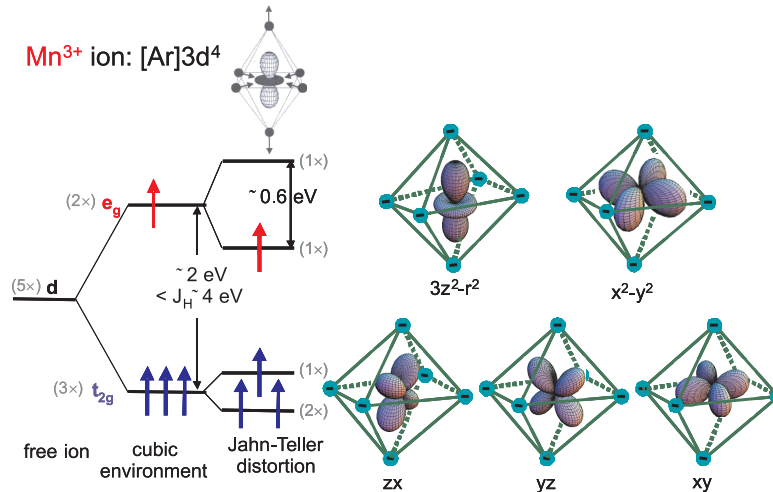 Mn³⁺ ion: [Ar]3d⁴
(1×)
~0.6 eV
(2×) e_g
(1×)
~2 eV
< J_H ~4 eV
(5×) d
3z²-r²
x²-y²
(1×)
(3×) t_2g
(2×)
free ion
cubic
environment
Jahn-Teller
distortion
zx
yz
xy